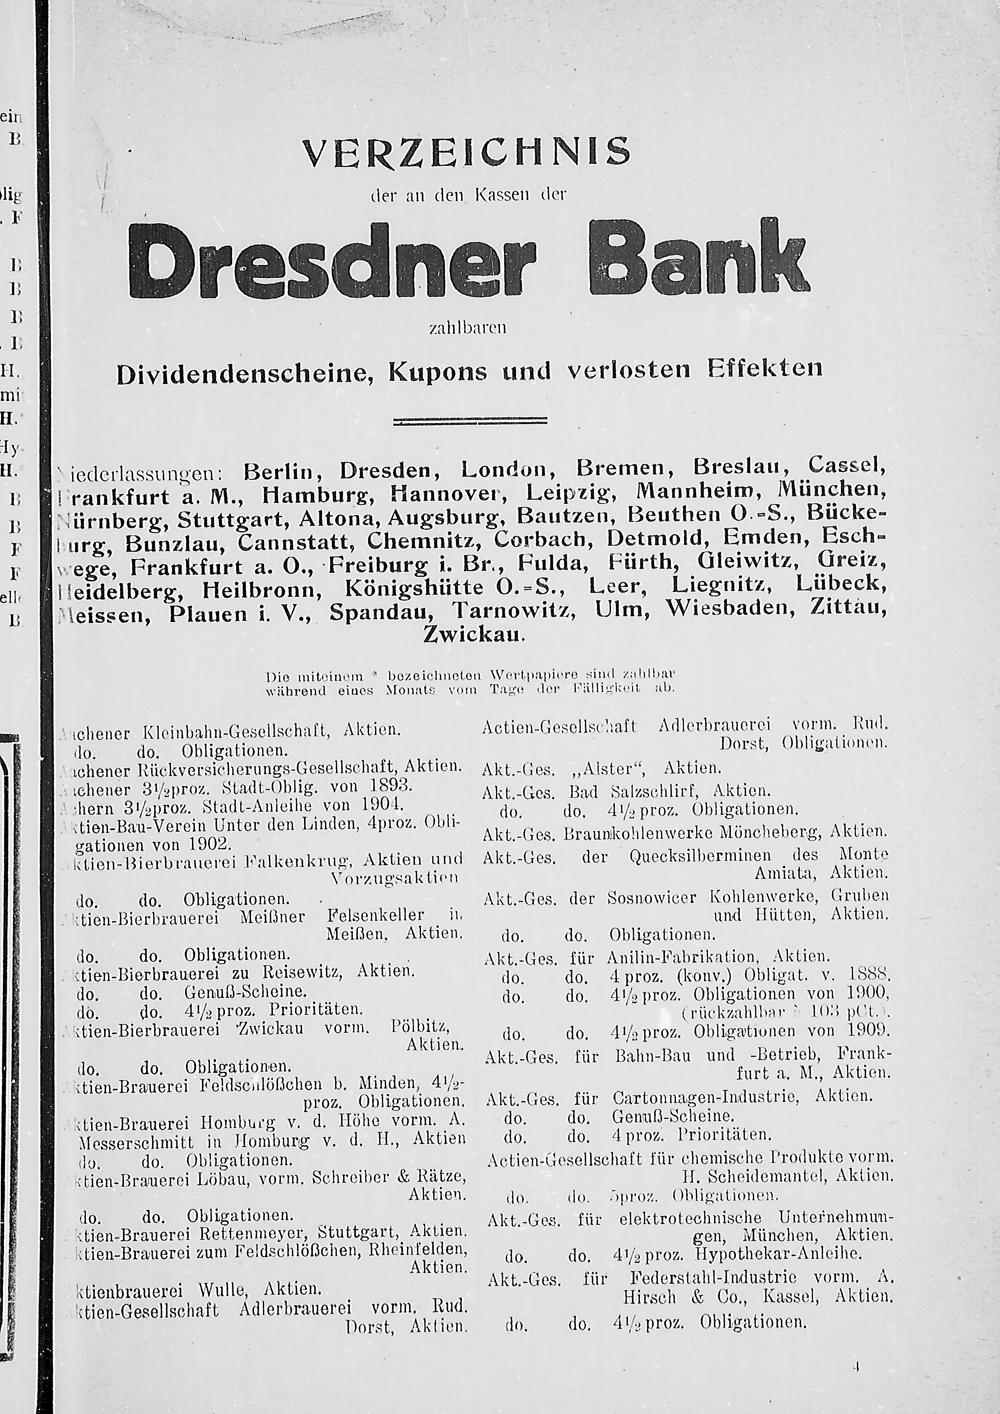 VERZEICHNIS
der an den Kassen der
Dresdner Bank
zahlbaren
Dividendenscheine, Kupons und verlosten Effekten
iederlassungen: Berlin, Dresden, London, Bremen, Breslau, Cassel,
Frankfurt a. M., Hamburg, Hannover, Leipzig, Mannheim, München,
Nürnberg, Stuttgart, Altona, Augsburg, Bautzen, Beuthen O.-S., Bücke-
burg, Bunzlau, Cannstatt, Chemnitz, Corbach, Detmold, Emden, Esch-
wege, Frankfurt a. O., Freiburg i. Br., Fulda, Fürth, Gleiwitz, Greiz,
Heidelberg, Heilbronn, Königshütte O.-S., Leer, Liegnitz, Lübeck,
Meissen, Plauen i. V., Spandau, Tarnowitz, Ulm, Wiesbaden, Zittau,
Zwickau.
Die mit einem * bezeichneten Wertpapiere sind zahlbar
während eines Monats vom Tage der Fälligkeit ab.
achener Kleinbahn-Gesellschaft, Aktien.
do. do. Obligationen.
achener Rückversicherungs-Gesellschaft, Aktien.
achener 3½proz. Stadt-Oblig. von 1893.
chern 3½proz. Stadt-Anleihe von 1904.
ktien-Bau-Verein Unter den Linden, 4proz. Obli-
gationen von 1902.
ktien-Bierbrauerei Falkenkrug, Aktien und
Vorzugsaktien
do. do. Obligationen.
ktien-Bierbrauerei Meißner Felsenkeller in
Meißen, Aktien.
do. do. Obligationen.
ktien-Bierbrauerei zu Reisewitz, Aktien.
do. do. Genuß-Scheine.
do. do. 4½proz. Prioritäten.
ktien-Bierbrauerei Zwickau vorm. Pölbitz,
Aktien.
do. do. Obligationen.
ktien-Brauerei Feldschlößchen b. Minden, 4½-
proz. Obligationen.
ktien-Brauerei Homburg v. d. Höhe vorm. A.
Messerschmitt in Homburg v. d. H., Aktien
do. do. Obligationen.
ktien-Brauerei Löbau, vorm. Schreiber & Rätze,
Aktien.
do. do. Obligationen.
ktien-Brauerei Rettenmeyer, Stuttgart, Aktien.
ktien-Brauerei zum Feldschlößchen, Rheinfelden,
Aktien.
ktienbrauerei Wulle, Aktien.
ktien-Gesellschaft Adlerbrauerei vorm. Rud.
Dorst, Aktien.
Actien-Gesellschaft Adlerbrauerei vorm. Rud.
Dorst, Obligationen.
Akt.-Ges. „Alster“, Aktien.
Akt.-Ges. Bad Salzschlirf, Aktien.
do. do. 4½proz. Obligationen.
Akt.-Ges. Braunkohlenwerke Möncheberg, Aktien.
Akt.-Ges. der Quecksilberminen des Monte
Amiata, Aktien.
Akt.-Ges. der Sosnowicer Kohlenwerke, Gruben
und Hütten, Aktien.
do. do. Obligationen.
Akt.-Ges. für Anilin-Fabrikation, Aktien.
do. do. 4proz. (konv.) Obligat. v. 1888.
do. do. 4½proz. Obligationen von 1900,
(rückzahlbar 103 pCt.).
do. do. 4½proz. Obligationen von 1909.
Akt.-Ges. für Bahn-Bau und -Betrieb, Frank-
furt a. M., Aktien.
Akt.-Ges. für Cartonnagen-Industrie, Aktien.
do. do. Genuß-Scheine.
do. do. 4proz. Prioritäten.
Actien-Gesellschaft für chemische Produkte vorm.
H. Scheidemantel, Aktien.
do. do. 5proz. Obligationen.
Akt.-Ges. für elektrotechnische Unternehmun-
gen, München, Aktien.
do. do. 4½proz. Hypothekar-Anleihe.
Akt.-Ges. für Federstahl-Industrie vorm. A.
Hirsch & Co., Kassel, Aktien.
do. do. 4½proz. Obligationen.
4